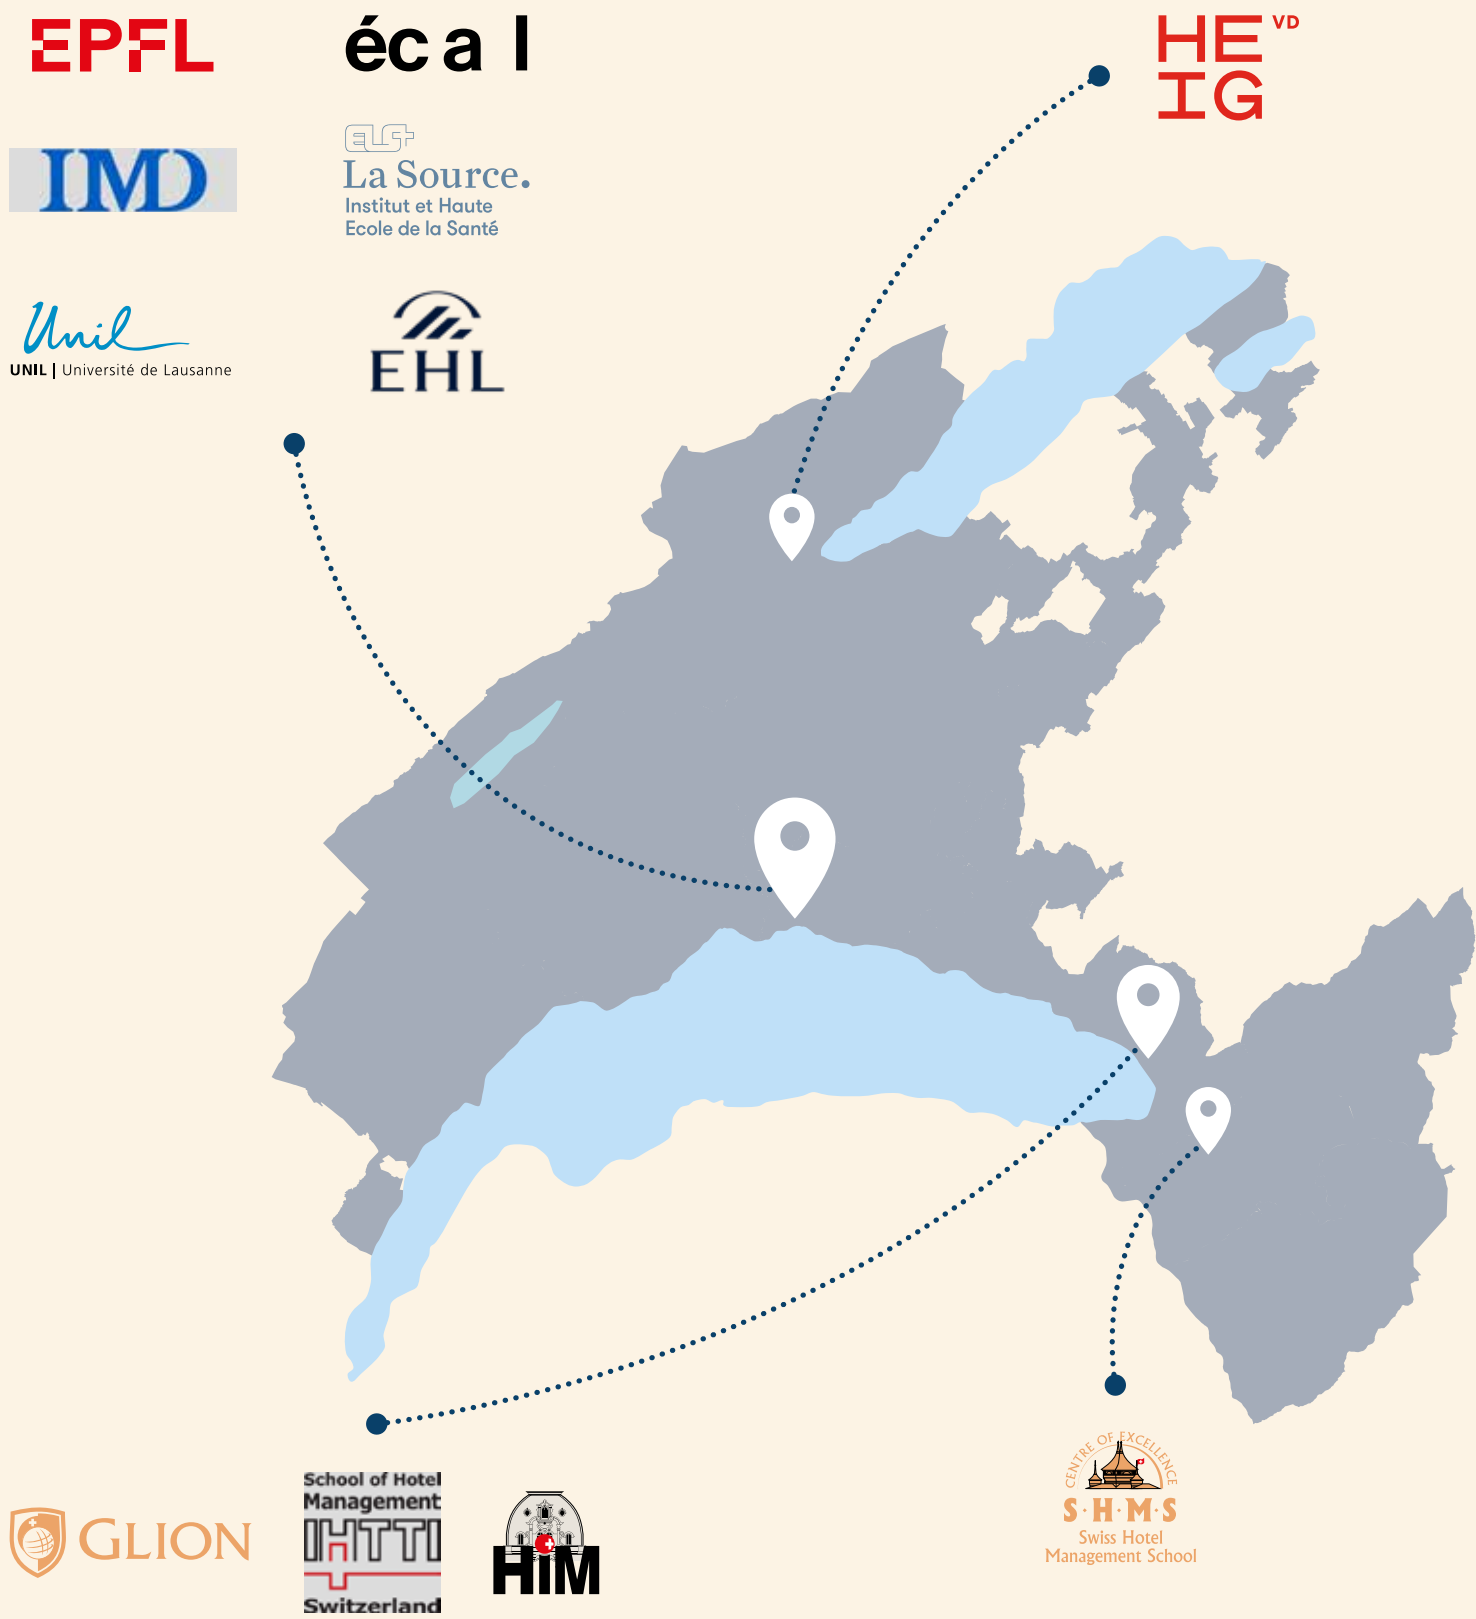 EPFL
écal
HE VD
IG
IMD
ELS+
La Source.
Institut et Haute
Ecole de la Santé
Unil
UNIL | Université de Lausanne
EHL
GLION
School of Hotel
Management
IHTTI
Switzerland
HIM
CENTRE OF EXCELLENCE
S·H·M·S
Swiss Hotel
Management School